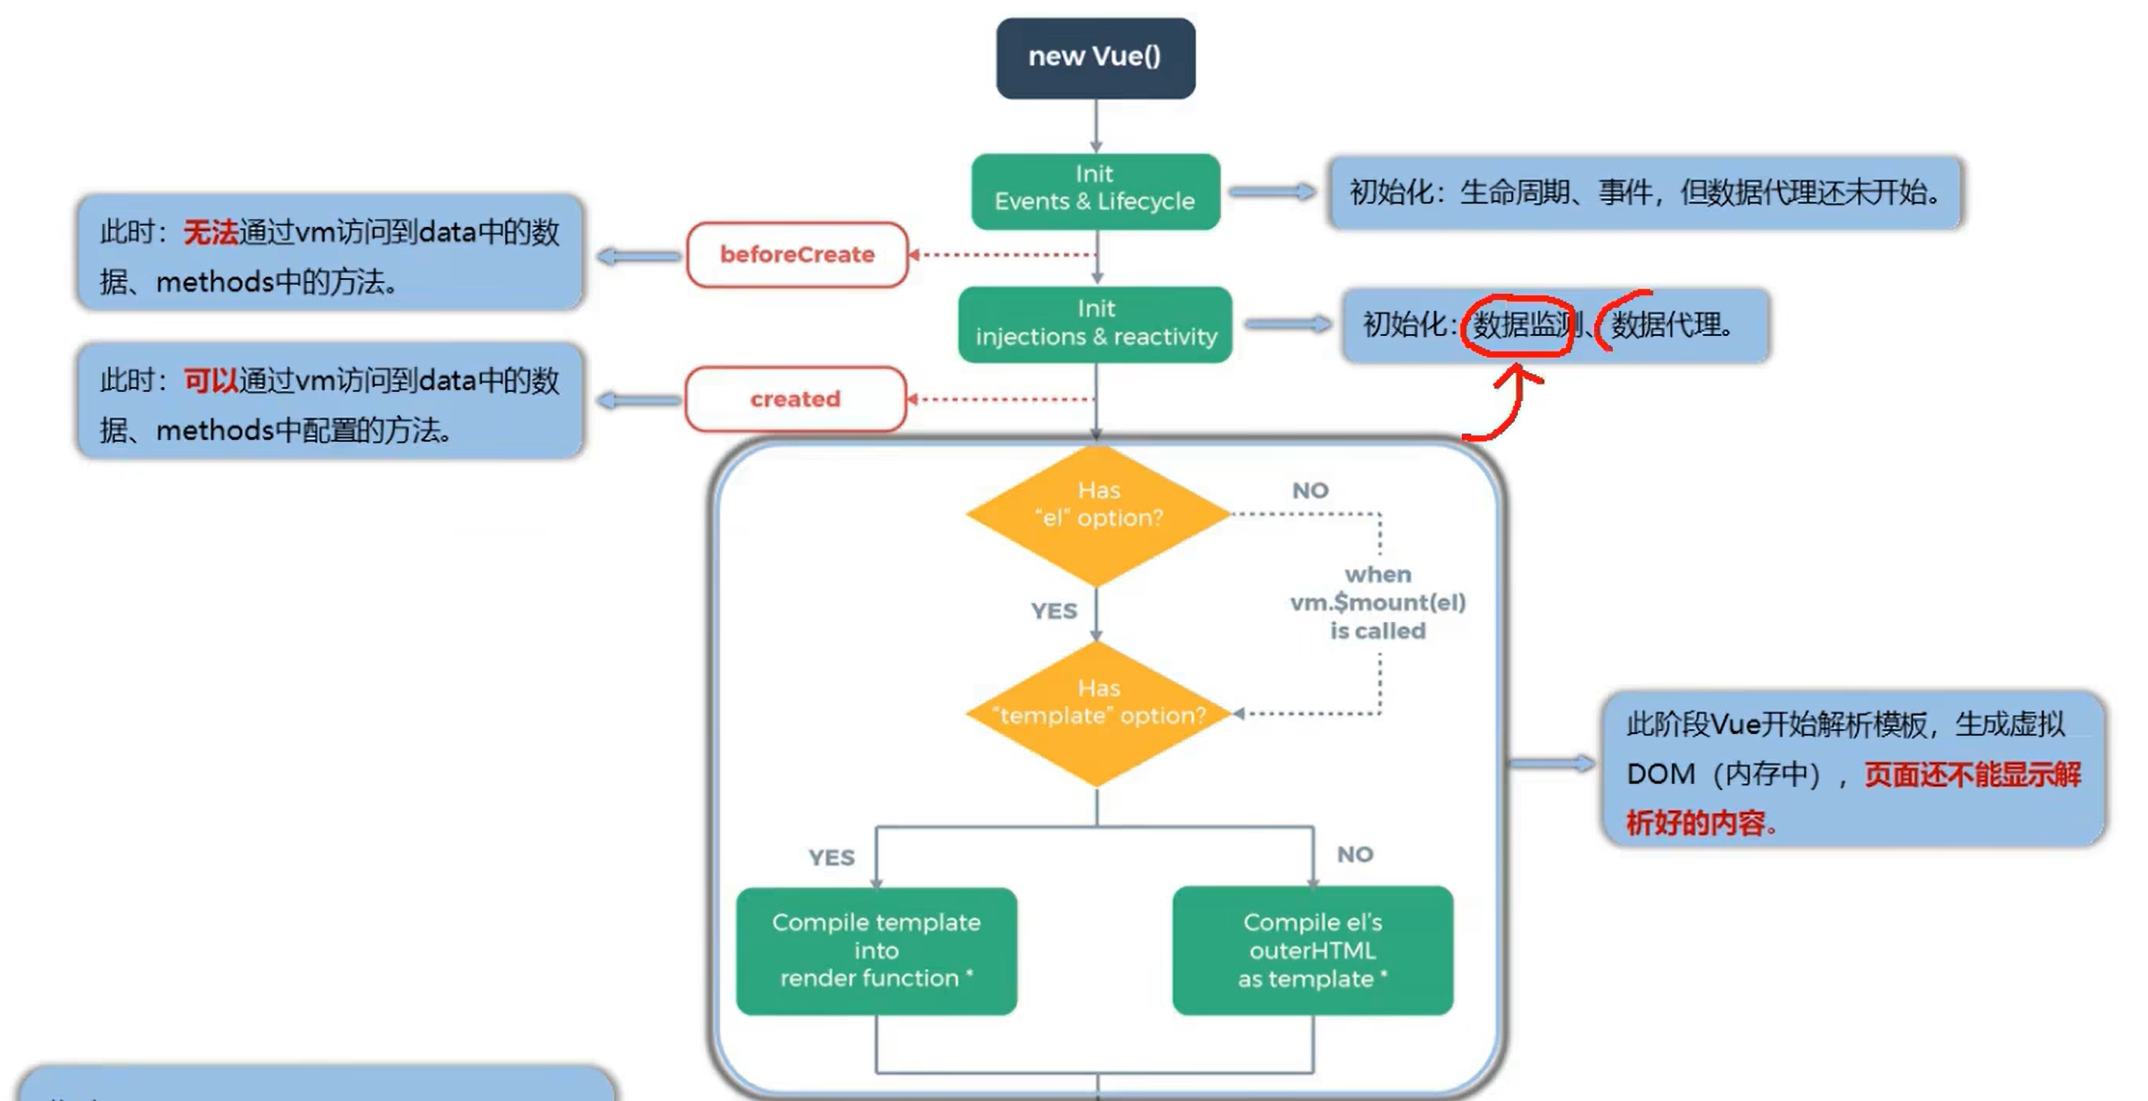 new Vue()
Init
Events & Lifecycle
初始化：生命周期、事件，但数据代理还未开始。
此时：无法通过vm访问到data中的数
据、methods中的方法。
beforeCreate
Init
injections & reactivity
初始化：数据监测、数据代理。
此时：可以通过vm访问到data中的数
据、methods中配置的方法。
created
Has
“el” option?
NO
when
vm.$mount(el)
is called
YES
Has
“template” option?
此阶段Vue开始解析模板，生成虚拟
DOM（内存中），页面还不能显示解
析好的内容。
YES
NO
Compile template
into
render function *
Compile el’s
outerHTML
as template *